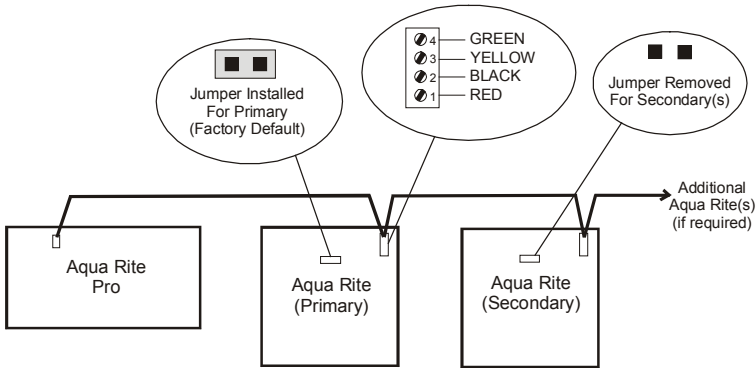 Jumper Installed
For Primary
(Factory Default)
4 GREEN
3 YELLOW
2 BLACK
1 RED
Jumper Removed
For Secondary(s)
Additional
Aqua Rite(s)
(if required)
Aqua Rite
Pro
Aqua Rite
(Primary)
Aqua Rite
(Secondary)